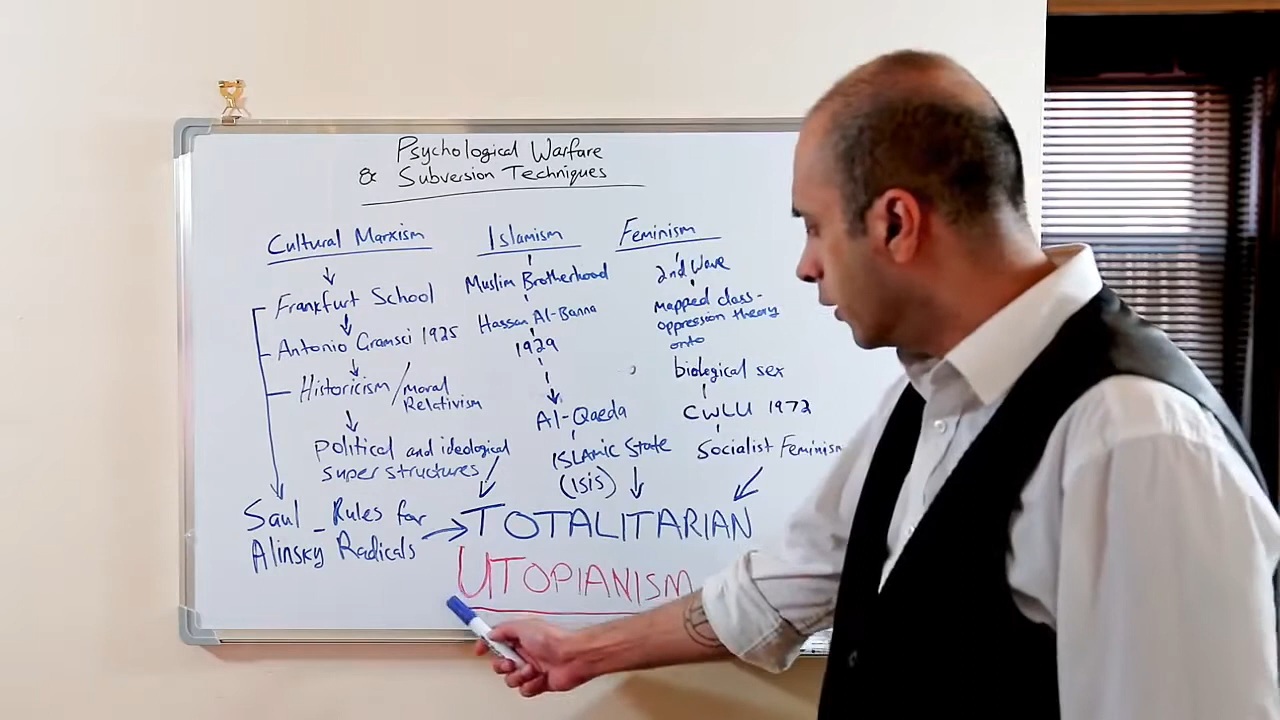 Psychological Warfare
& Subversion Techniques
Cultural Marxism
Frankfurt School
Antonio Gramsci 1925
Historicism / moral
Relativism
political and ideological
super structures
Saul _ Rules for
Alinsky Radicals
Islamism
Muslim Brotherhood
Hassan Al-Banna
1929
Al-Qaeda
ISLAMIC STATE
(ISIS)
Feminism
2nd Wave
mapped class-
oppression theory
onto
biological sex
CWLU 1972
Socialist Feminism
TOTALITARIAN
UTOPIANISM